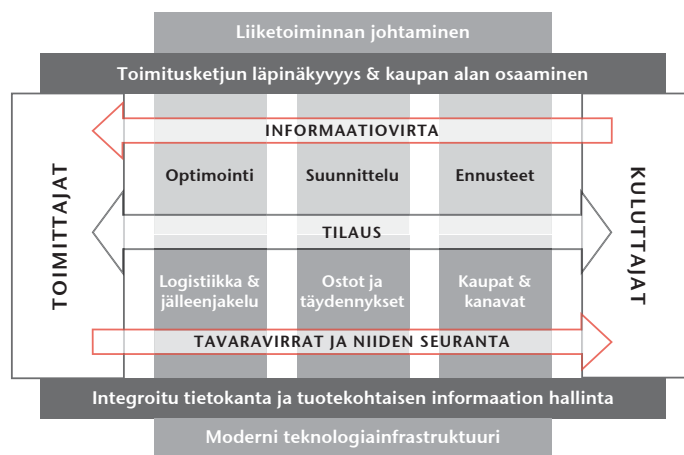 Liiketoiminnan johtaminen
Toimitusketjun läpinäkyvyys & kaupan alan osaaminen
INFORMAATIOVIRTA
TOIMITTAJAT
Optimointi
Suunnittelu
Ennusteet
KULUTTAJAT
TILAUS
Logistiikka &
jälleenjakelu
Ostot ja
täydennykset
Kaupat &
kanavat
TAVARAVIRRAT JA NIIDEN SEURANTA
Integroitu tietokanta ja tuotekohtaisen informaation hallinta
Moderni teknologiainfrastruktuuri